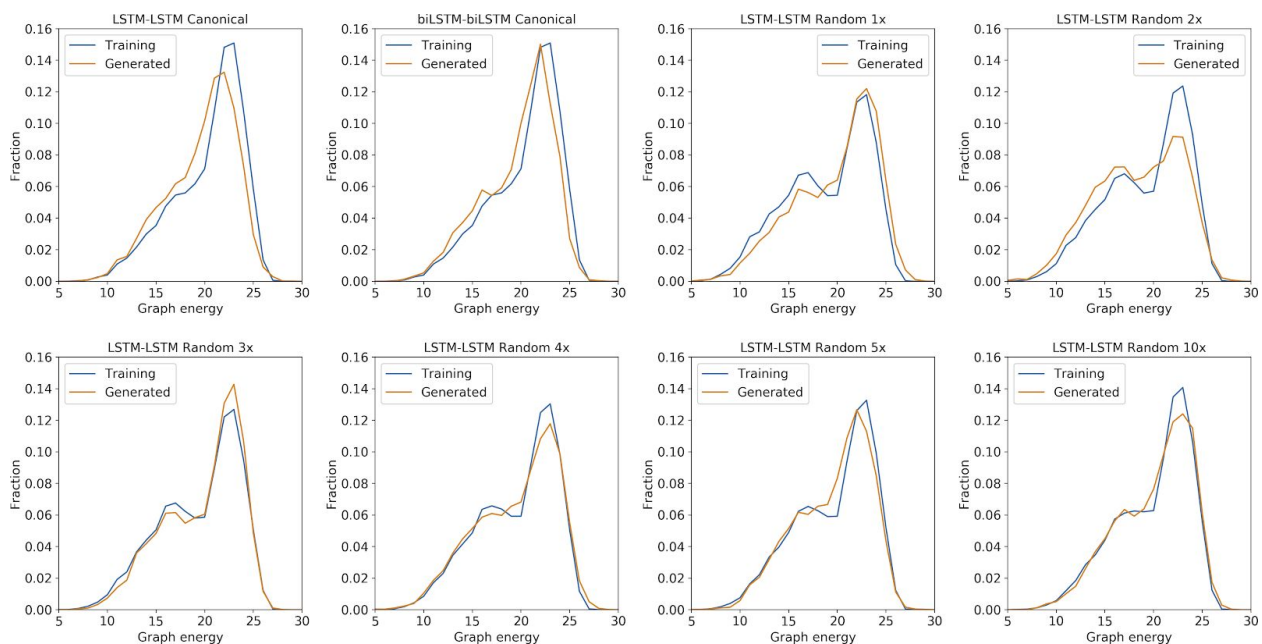 LSTM-LSTM Canonical
0.16
0.14
0.12
0.10
0.08
0.06
0.04
0.02
0.00
Fraction
Training
Generated
5 10 15 20 25 30
Graph energy
biLSTM-biLSTM Canonical
0.16
0.14
0.12
0.10
0.08
0.06
0.04
0.02
0.00
Fraction
Training
Generated
5 10 15 20 25 30
Graph energy
LSTM-LSTM Random 1x
0.16
0.14
0.12
0.10
0.08
0.06
0.04
0.02
0.00
Fraction
Training
Generated
5 10 15 20 25 30
Graph energy
LSTM-LSTM Random 2x
0.16
0.14
0.12
0.10
0.08
0.06
0.04
0.02
0.00
Fraction
Training
Generated
5 10 15 20 25 30
Graph energy
LSTM-LSTM Random 3x
0.16
0.14
0.12
0.10
0.08
0.06
0.04
0.02
0.00
Fraction
Training
Generated
5 10 15 20 25 30
Graph energy
LSTM-LSTM Random 4x
0.16
0.14
0.12
0.10
0.08
0.06
0.04
0.02
0.00
Fraction
Training
Generated
5 10 15 20 25 30
Graph energy
LSTM-LSTM Random 5x
0.16
0.14
0.12
0.10
0.08
0.06
0.04
0.02
0.00
Fraction
Training
Generated
5 10 15 20 25 30
Graph energy
LSTM-LSTM Random 10x
0.16
0.14
0.12
0.10
0.08
0.06
0.04
0.02
0.00
Fraction
Training
Generated
5 10 15 20 25 30
Graph energy